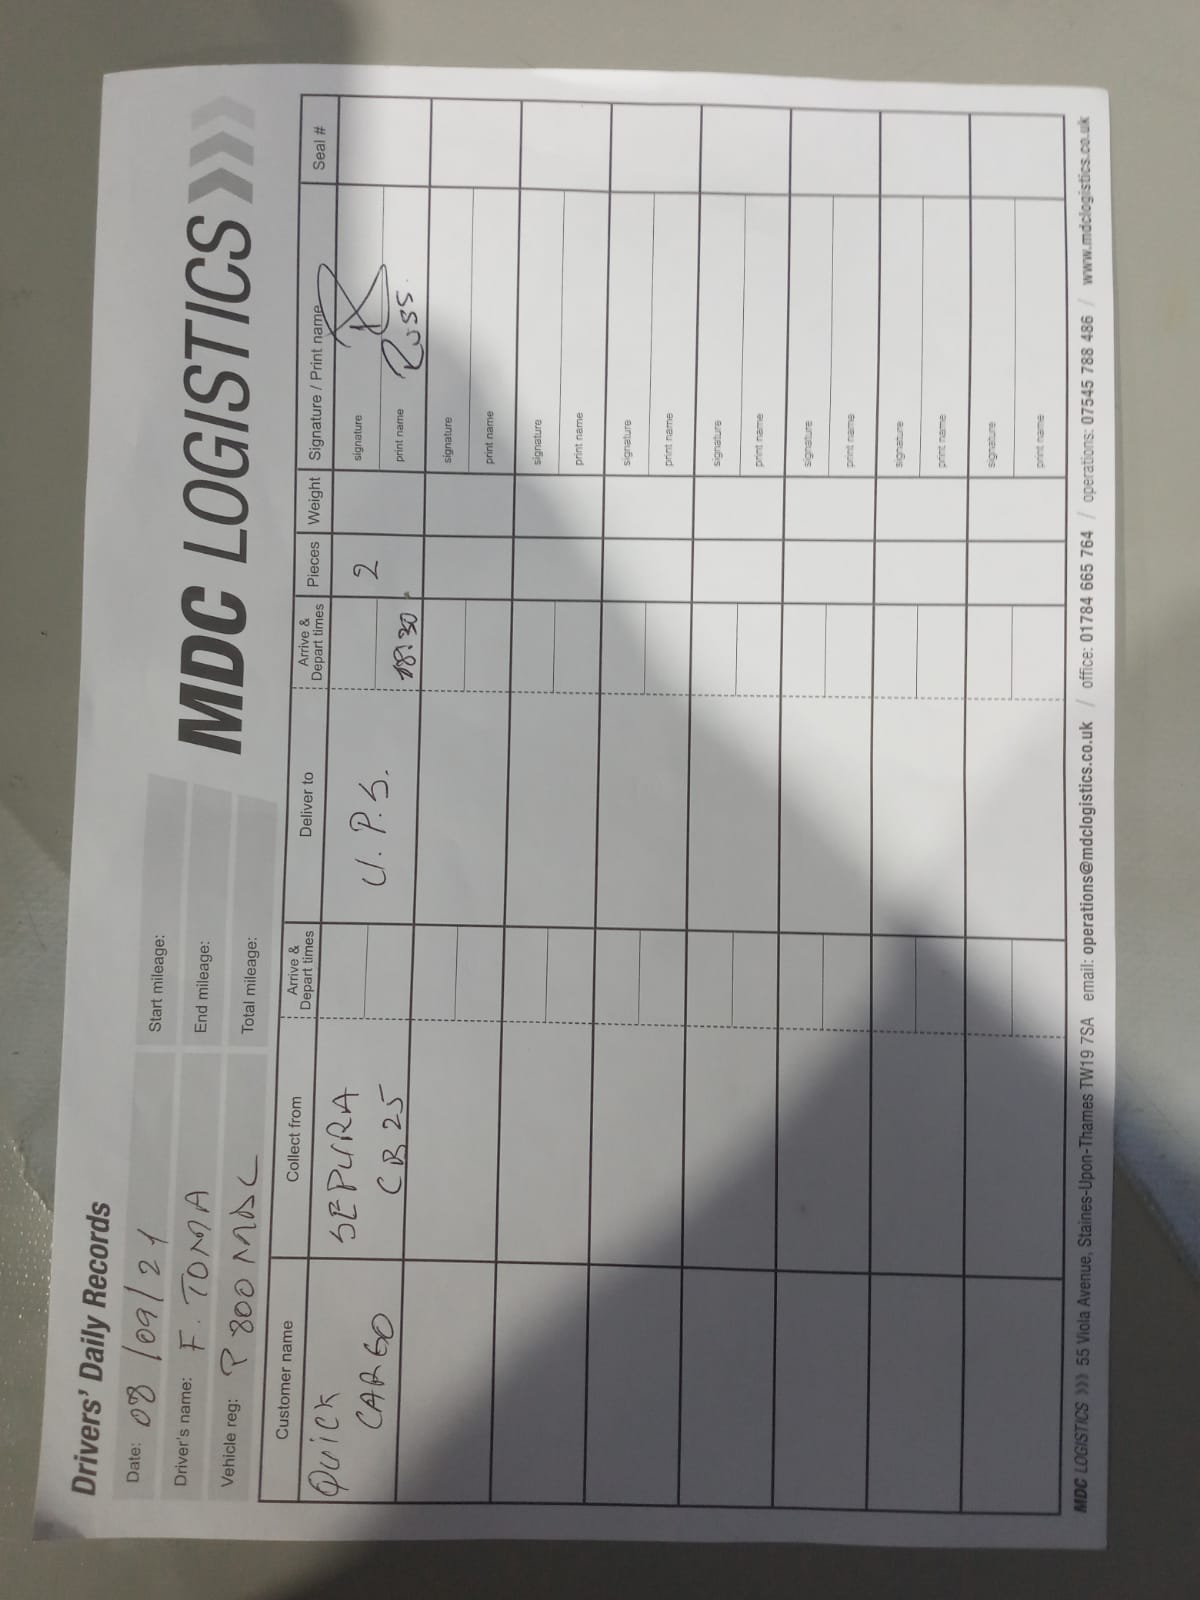 Drivers' Daily Records
MDC LOGISTICS
Date: 08/09/21
Start mileage:
Driver's name: F. TOMA
End mileage:
Vehicle reg: P 800 MDC
Total mileage:
Customer name Collect from Arrive & Depart times Deliver to Arrive & Depart times Pieces Weight Signature / Print name Seal #
QUICK SEPURA U.P.S. 2 signature
CARGO CB25 18:30 print name Russ.
signature
print name
signature
print name
signature
print name
signature
print name
signature
print name
signature
print name
signature
print name
MDC LOGISTICS >>> 55 Viola Avenue, Staines-Upon-Thames TW19 7SA email: operations@mdclogistics.co.uk / office: 01784 665 764 / operations: 07545 788 486 / www.mdclogistics.co.uk